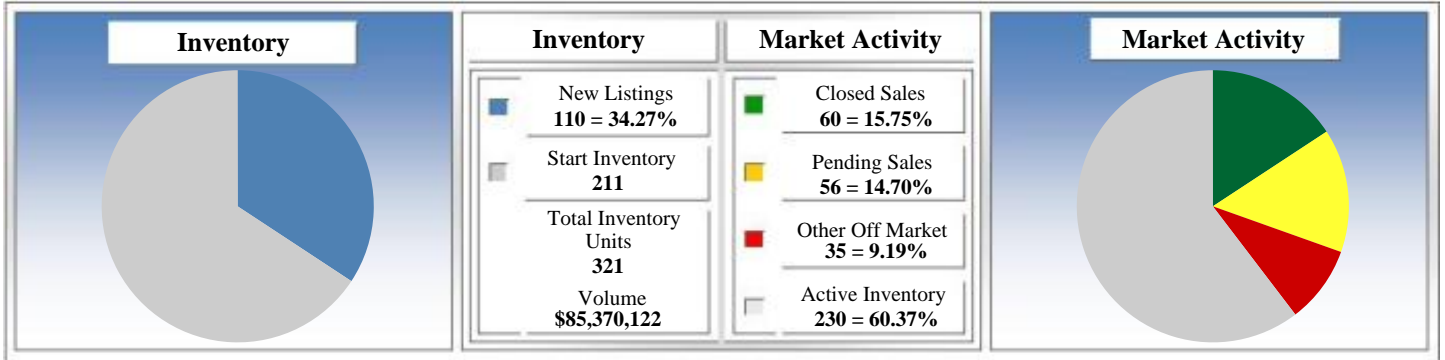 Inventory
Inventory
Market Activity
New Listings
110 = 34.27%
Start Inventory
211
Total Inventory
Units
321
Volume
$85,370,122
Closed Sales
60 = 15.75%
Pending Sales
56 = 14.70%
Other Off Market
35 = 9.19%
Active Inventory
230 = 60.37%
Market Activity